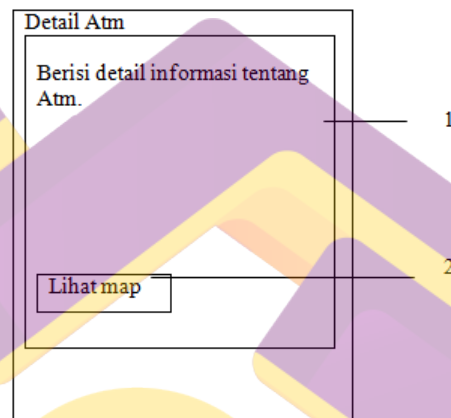 Detail Atm
Berisi detail informasi tentang
Atm.
1
Lihat map
2